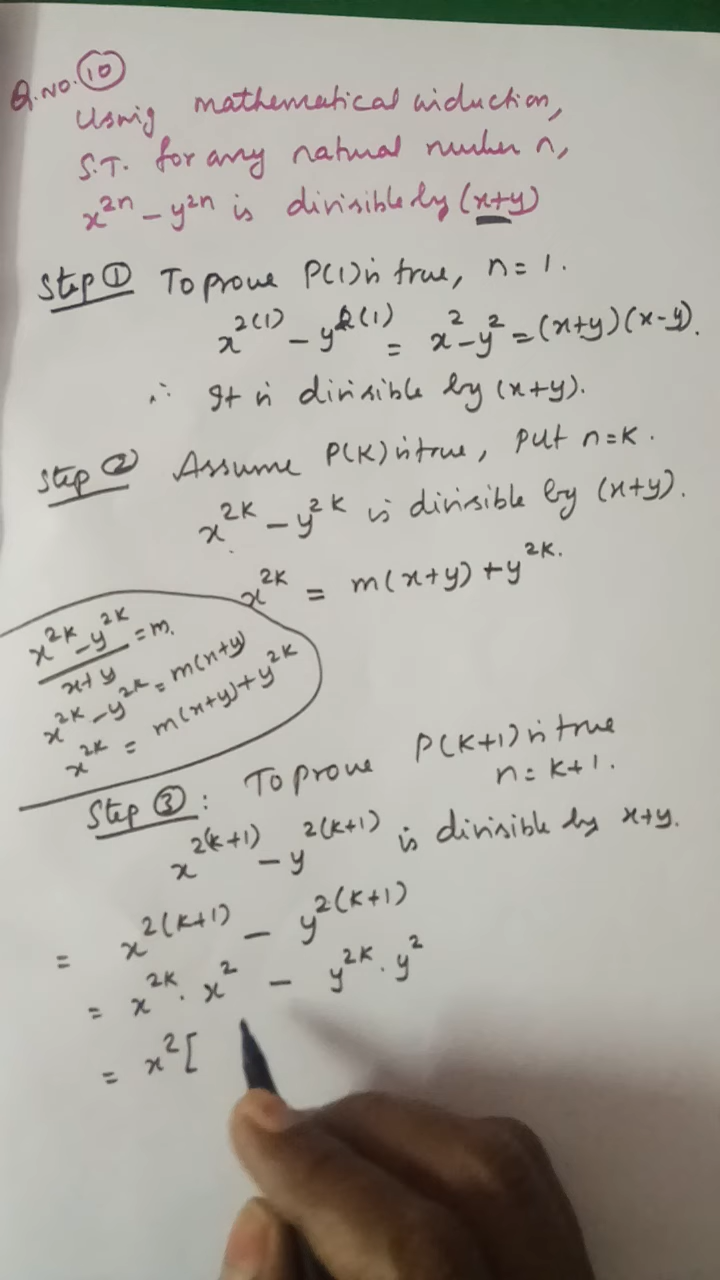 Q.No. 10
Using mathematical induction,
S.T. for any natural number n,
x^{2n} - y^{2n} is divisible by (x+y)
Step ① To prove P(1) is true, n = 1.
x^{2(1)} - y^{2(1)} = x^2 - y^2 = (x+y)(x-y).
∴ It is divisible by (x+y).
Step ② Assume P(K) is true, put n=K.
x^{2K} - y^{2K} is divisible by (x+y).
x^{2K} = m(x+y) + y^{2K}.
\frac{x^{2K} - y^{2K}}{x+y} = m.
x^{2K} - y^{2K} = m(x+y)
x^{2K} = m(x+y) + y^{2K}
Step ③ : To prove P(K+1) is true
n = K+1.
x^{2(K+1)} - y^{2(K+1)} is divisible by x+y.
= x^{2(K+1)} - y^{2(K+1)}
= x^{2K} . x^2 - y^{2K} . y^2
= x^2 [